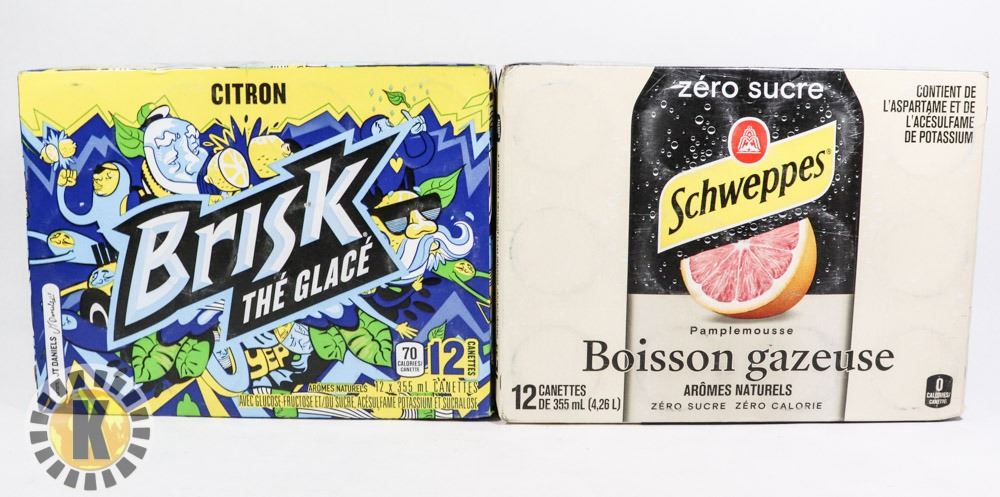 CITRON
Brisk
THÉ GLACÉ
YEP
70
CALORIES/
CANETTE
12 CANETTES
ARÔMES NATURELS 12 x 355 mL CANETTES
AVEC GLUCOSE-FRUCTOSE ET/OU SUCRE, ACÉSULFAME POTASSIUM ET SUCRALOSE
K
zéro sucre
CONTIENT DE
L'ASPARTAME ET DE
L'ACÉSULFAME
DE POTASSIUM
Schweppes®
Pamplemousse
Boisson gazeuse
12 CANETTES
DE 355 mL (4,26 L)
ARÔMES NATURELS
ZÉRO SUCRE ZÉRO CALORIE
0
CALORIES/
CANETTE